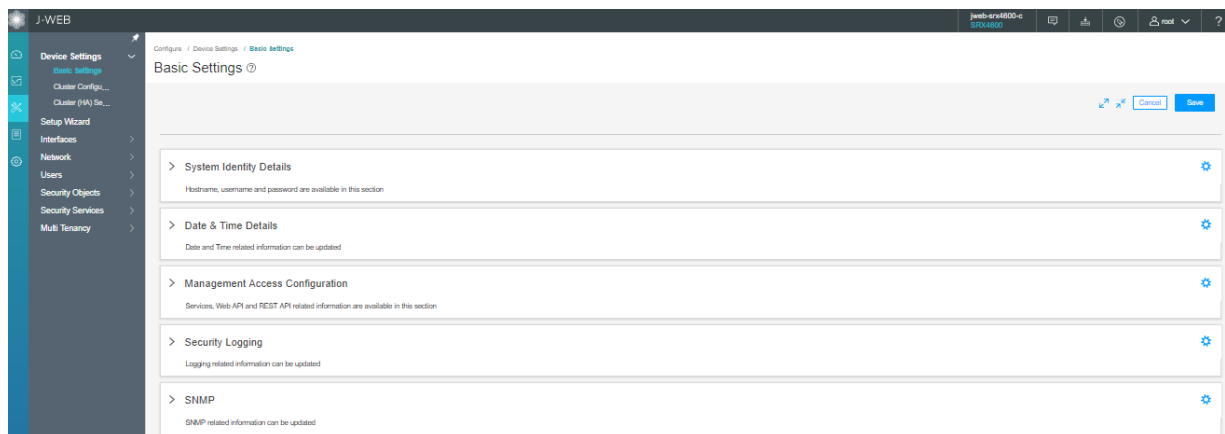 J-WEB
jweb-srx4600-c
SRX4600
root
?
Device Settings
Basic Settings
Cluster Configu...
Cluster (HA) Se...
Setup Wizard
Interfaces
Network
Users
Security Objects
Security Services
Multi Tenancy
Configure / Device Settings / Basic Settings
Basic Settings ?
Cancel
Save
System Identity Details
Hostname, username and password are available in this section
Date & Time Details
Date and Time related information can be updated
Management Access Configuration
Services, Web API and REST API related information are available in this section
Security Logging
Logging related information can be updated
SNMP
SNMP related information can be updated